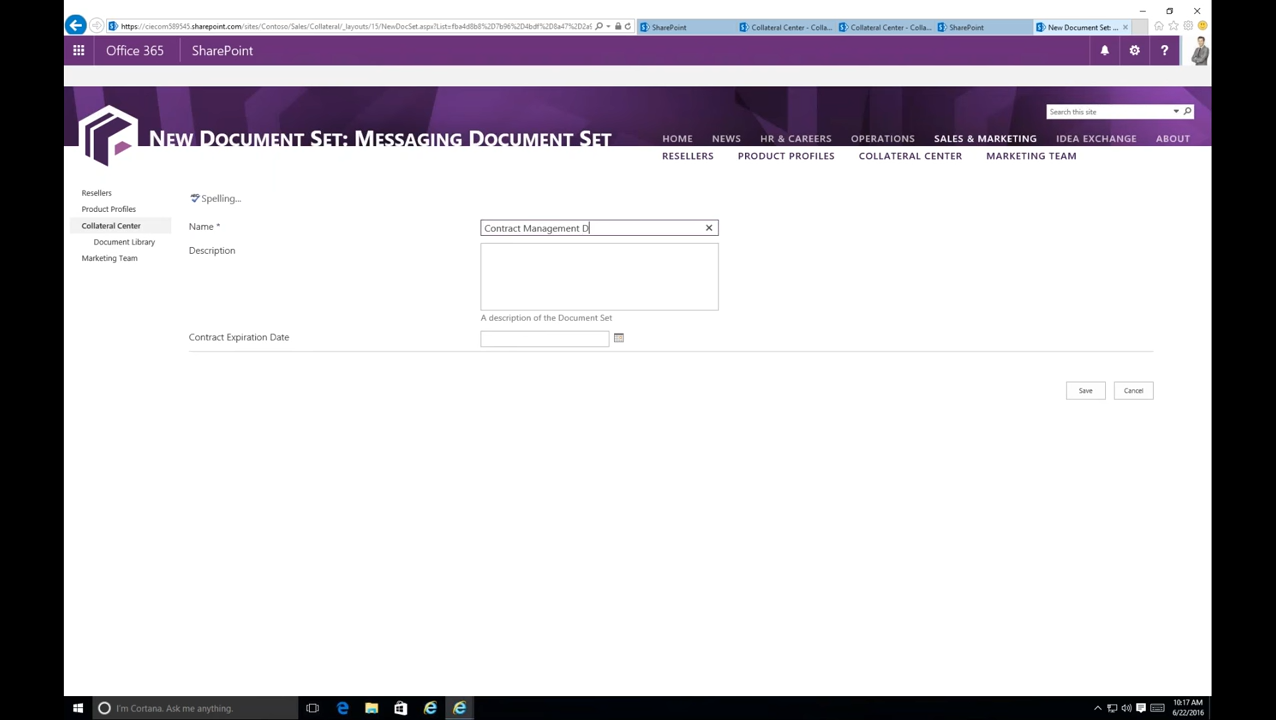 https://ciecom589545.sharepoint.com/sites/Contoso/Sales/Collateral/_layouts/15/NewDocSet.aspx?List=fba4d8b8%2D7b96%2D4bdf%2D8a47%2D2a9
SharePoint
Collateral Center - Colla...
Collateral Center - Colla...
SharePoint
New Document Set: ...
Office 365
SharePoint
Search this site
NEW DOCUMENT SET: MESSAGING DOCUMENT SET
HOME NEWS HR & CAREERS OPERATIONS SALES & MARKETING IDEA EXCHANGE ABOUT
RESELLERS PRODUCT PROFILES COLLATERAL CENTER MARKETING TEAM
Resellers
Product Profiles
Collateral Center
Document Library
Marketing Team
Spelling...
Name *
Contract Management D
Description
A description of the Document Set
Contract Expiration Date
Save
Cancel
I'm Cortana. Ask me anything.
10:17 AM
6/22/2016